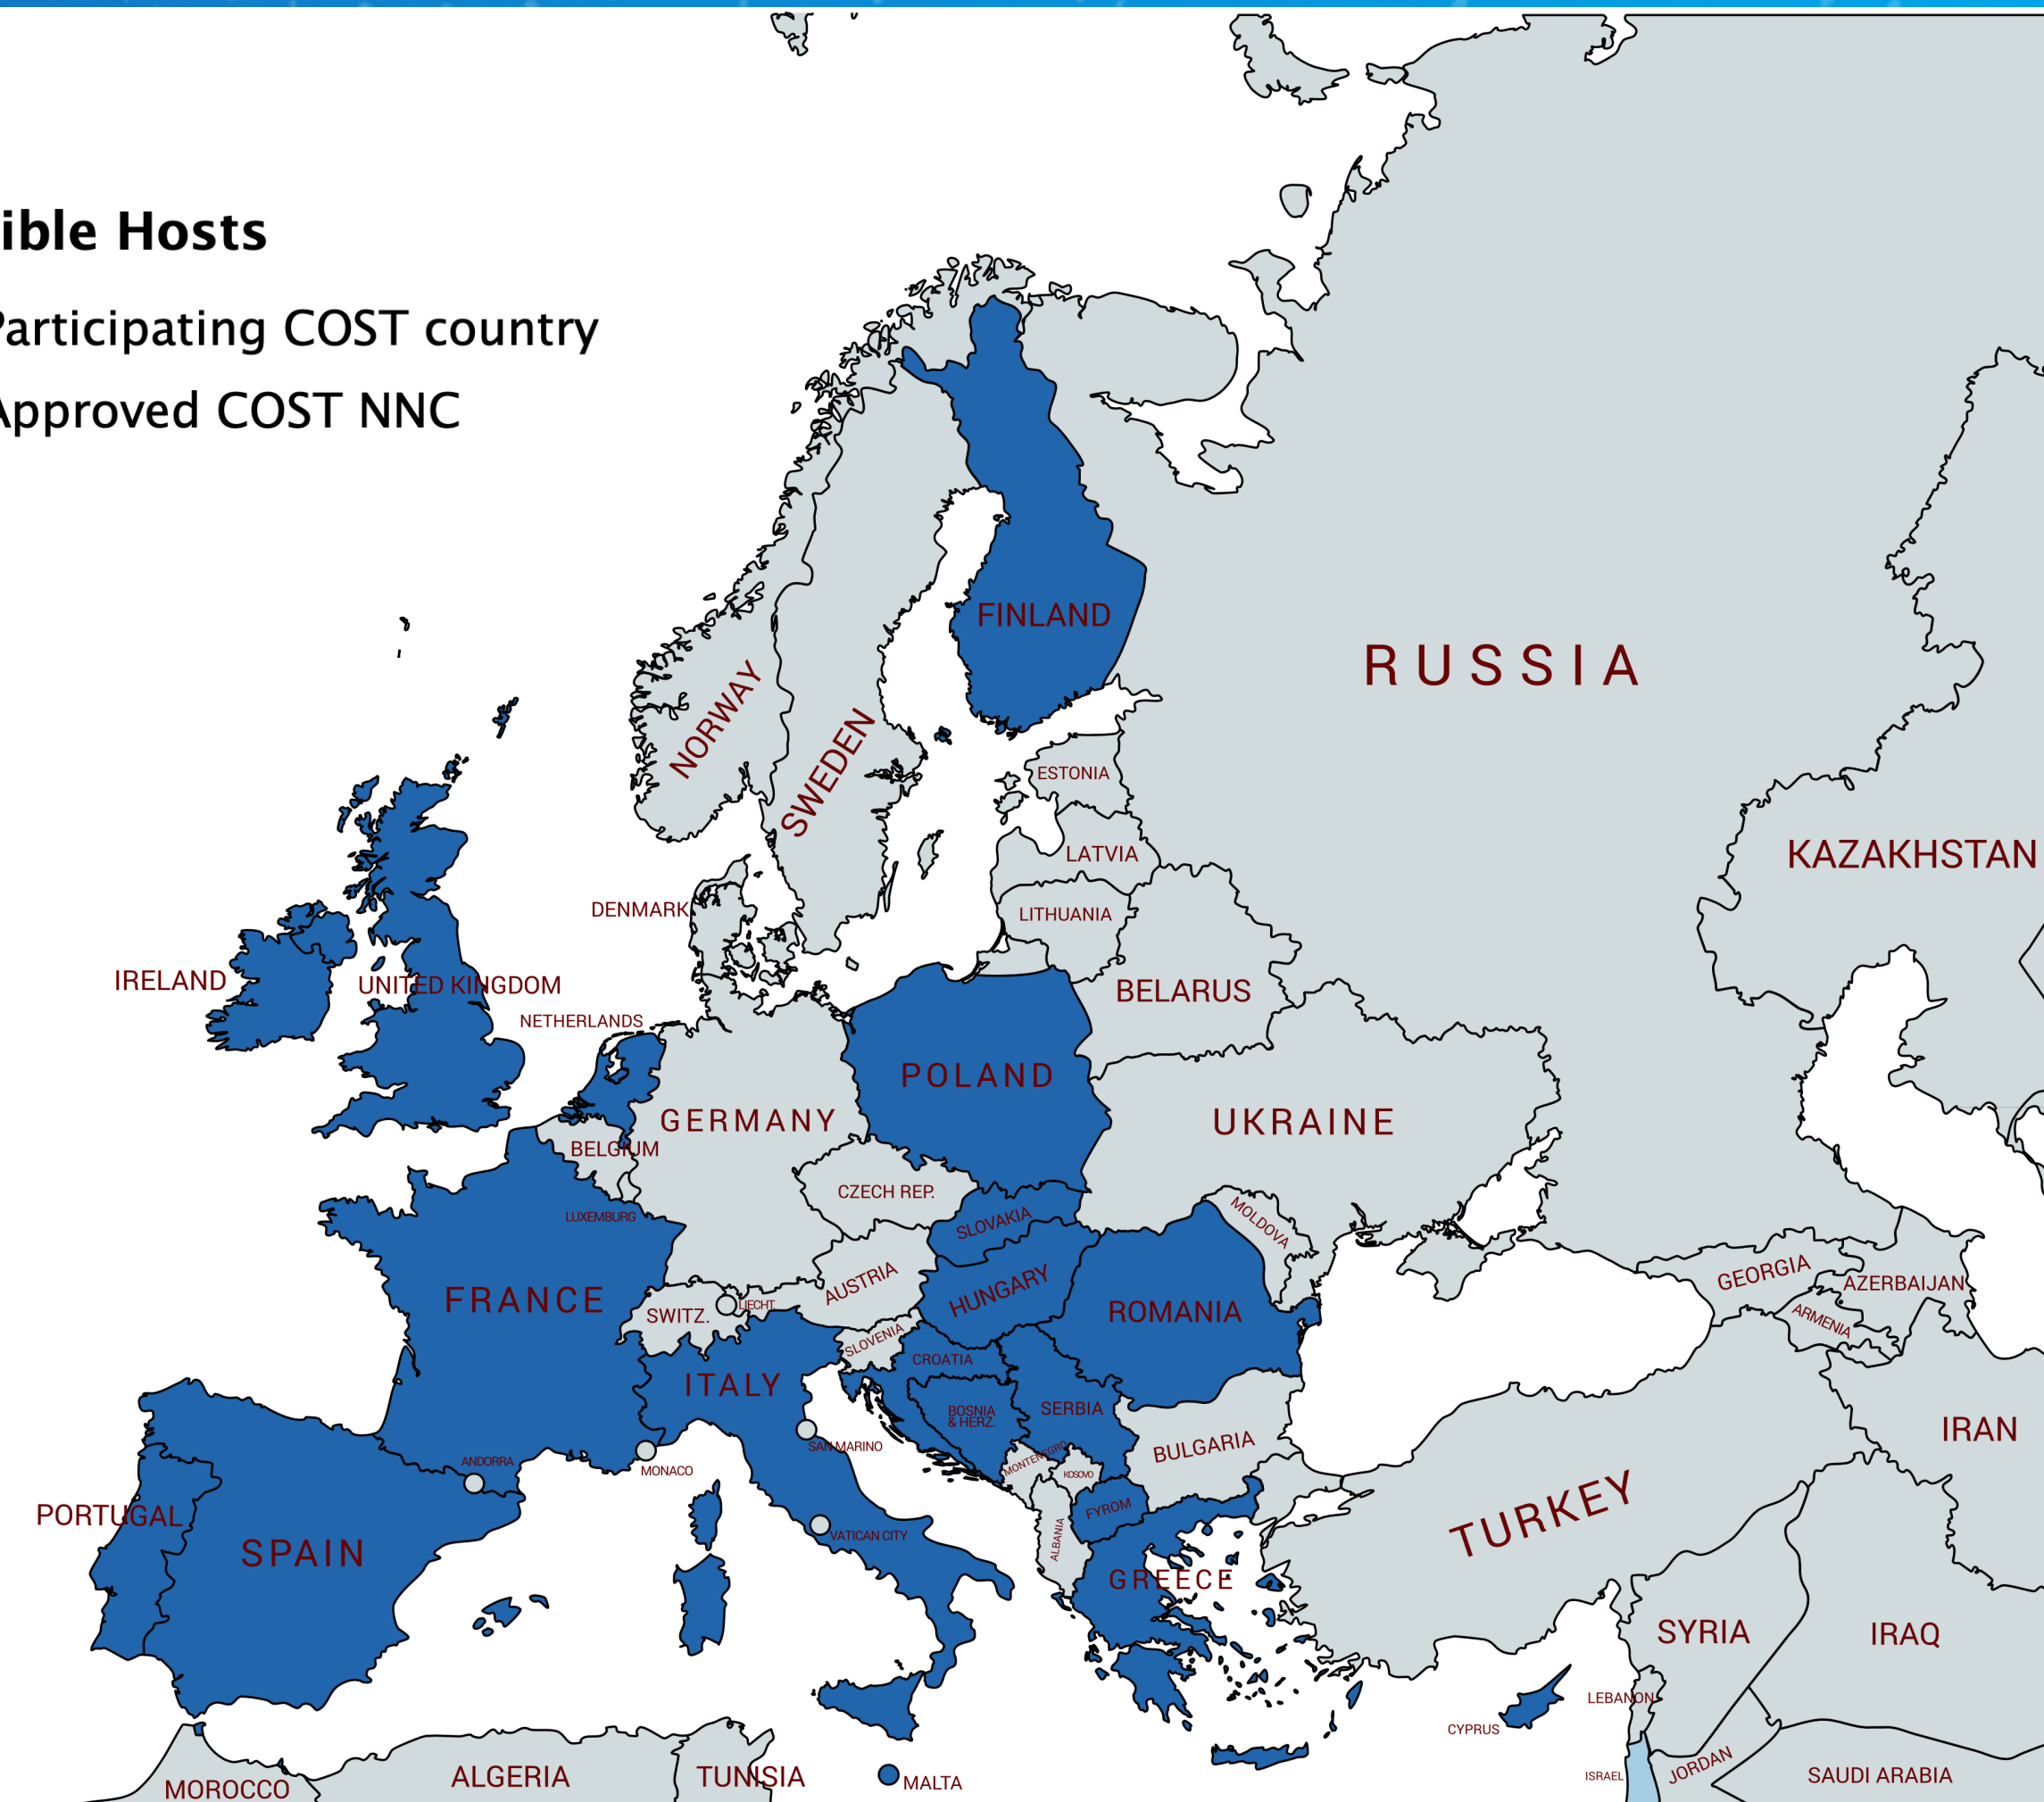 ible Hosts
Participating COST country
Approved COST NNC
FINLAND
RUSSIA
NORWAY
SWEDEN
ESTONIA
KAZAKHSTAN
LATVIA
DENMARK
LITHUANIA
IRELAND
UNITED KINGDOM
BELARUS
NETHERLANDS
POLAND
GERMANY
UKRAINE
BELGIUM
CZECH REP.
LUXEMBURG
SLOVAKIA
MOLDOVA
FRANCE
AUSTRIA
HUNGARY
GEORGIA
AZERBAIJAN
SWITZ.
LIECHT.
ROMANIA
ARMENIA
SLOVENIA
CROATIA
ITALY
BOSNIA
& HERZ.
SERBIA
IRAN
SAN MARINO
BULGARIA
ANDORRA
MONACO
MONTENEGRO
KOSOVO
PORTUGAL
FYROM
TURKEY
VATICAN CITY
ALBANIA
SPAIN
GREECE
SYRIA
IRAQ
LEBANON
CYPRUS
MOROCCO
ALGERIA
TUNISIA
MALTA
ISRAEL
JORDAN
SAUDI ARABIA